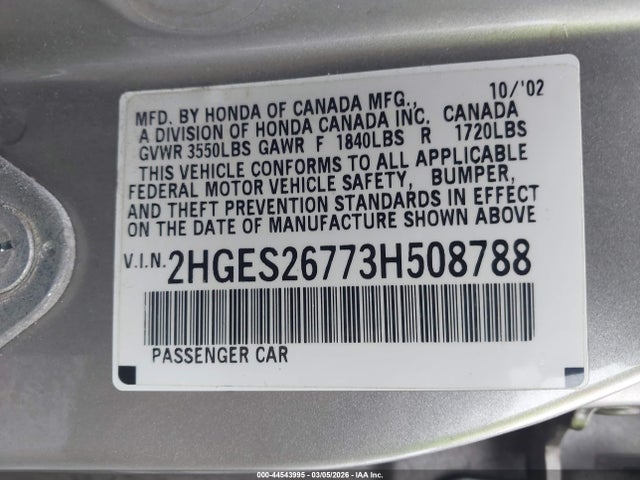 10/'02
MFD. BY HONDA OF CANADA MFG.,
A DIVISION OF HONDA CANADA INC. CANADA
GVWR 3550LBS GAWR F 1840LBS R 1720LBS
THIS VEHICLE CONFORMS TO ALL APPLICABLE
FEDERAL MOTOR VEHICLE SAFETY, BUMPER,
AND THEFT PREVENTION STANDARDS IN EFFECT
ON THE DATE OF MANUFACTURE SHOWN ABOVE
V.I.N. 2HGES26773H508788
PASSENGER CAR
000-44543995 | 03/05/2026 | IAA Inc.